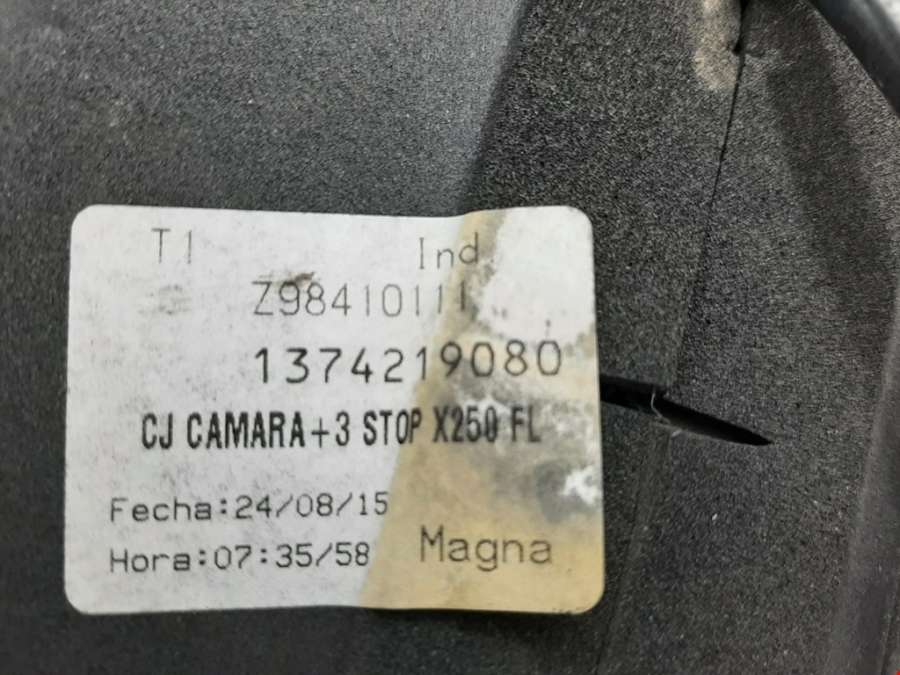 T1 Ind
Z98410111
1374219080
CJ CAMARA+3 STOP X250 FL
Fecha:24/08/15
Hora:07:35/58 Magna